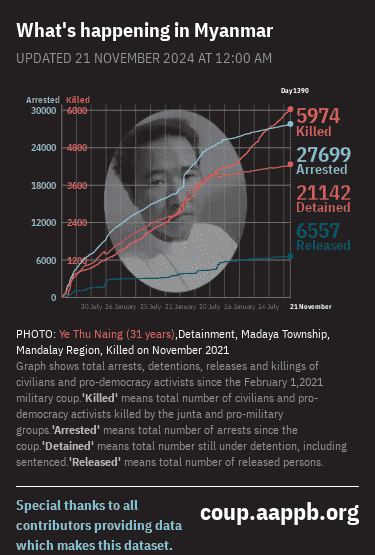 What's happening in Myanmar
UPDATED 21 NOVEMBER 2024 AT 12:00 AM
Day1390
Arrested Killed
30000 6000
24000 4800
18000 3600
12000 2400
6000 1200
0
5974
Killed
27699
Arrested
21142
Detained
6557
Released
30 July 26 January 25 July 21 January 20 July 16 January 14 July 21 November
PHOTO: Ye Thu Naing (31 years),Detainment, Madaya Township,
Mandalay Region, Killed on November 2021
Graph shows total arrests, detentions, releases and killings of
civilians and pro-democracy activists since the February 1,2021
military coup.'Killed' means total number of civilians and pro-
democracy activists killed by the junta and pro-military
groups.'Arrested' means total number of arrests since the
coup.'Detained' means total number still under detention, including
sentenced.'Released' means total number of released persons.
Special thanks to all
contributors providing data
which makes this dataset.
coup.aappb.org